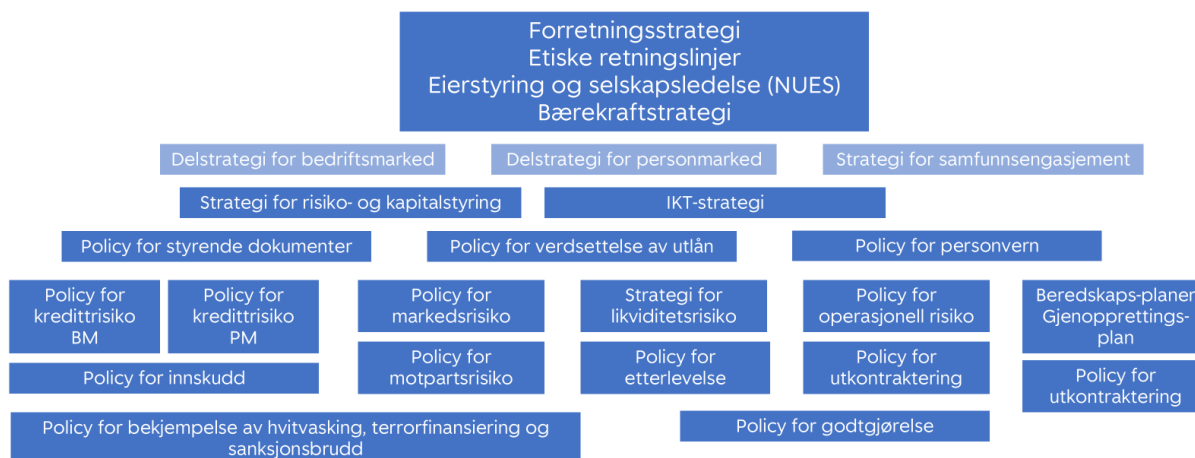 Forretningsstrategi
Etiske retningslinjer
Eierstyring og selskapsledelse (NUES)
Bærekraftstrategi
Delstrategi for bedriftsmarked
Delstrategi for personmarked
Strategi for samfunnsengasjement
Strategi for risiko- og kapitalstyring
IKT-strategi
Policy for styrende dokumenter
Policy for verdsettelse av utlån
Policy for personvern
Policy for
kredittrisiko
BM
Policy for
kredittrisiko
PM
Policy for
markedsrisiko
Strategi for
likviditetsrisiko
Policy for
operasjonell risiko
Beredskaps-planer
Gjenopprettings-
plan
Policy for innskudd
Policy for
motpartsrisiko
Policy for
etterlevelse
Policy for
utkontraktering
Policy for
utkontraktering
Policy for bekjempelse av hvitvasking, terrorfinansiering og
sanksjonsbrudd
Policy for godtgjørelse